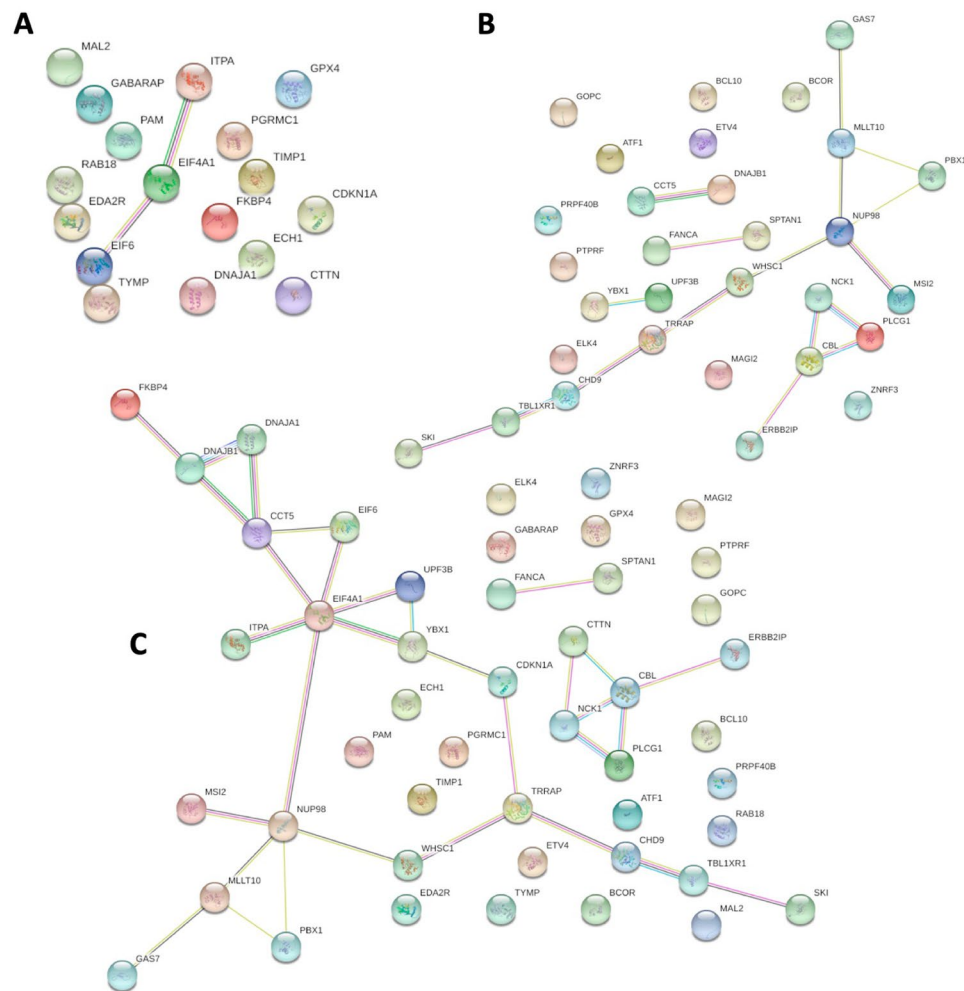 A
MAL2
ITPA
GABARAP
GPX4
PAM
PGRMC1
RAB18
EIF4A1
TIMP1
EDA2R
FKBP4
CDKN1A
EIF6
ECH1
TYMP
DNAJA1
CTTN
B
GAS7
BCL10
BCOR
GOPC
ETV4
MLLT10
ATF1
PBX1
CCT5
DNAJB1
PRPF40B
SPTAN1
NUP98
FANCA
PTPRF
WHSC1
NCK1
MSI2
YBX1
UPF3B
PLCG1
TRRAP
CBL
ELK4
MAGI2
CHD9
ZNRF3
TBL1XR1
SKI
ERBB2IP
C
FKBP4
DNAJA1
DNAJB1
ZNRF3
ELK4
MAGI2
CCT5
EIF6
GABARAP
GPX4
PTPRF
UPF3B
FANCA
SPTAN1
EIF4A1
GOPC
ITPA
YBX1
CTTN
ERBB2IP
CDKN1A
CBL
ECH1
NCK1
BCL10
PAM
PGRMC1
PLCG1
PRPF40B
TIMP1
TRRAP
MSI2
NUP98
ATF1
RAB18
WHSC1
ETV4
CHD9
TBL1XR1
MLLT10
EDA2R
TYMP
BCOR
SKI
MAL2
PBX1
GAS7